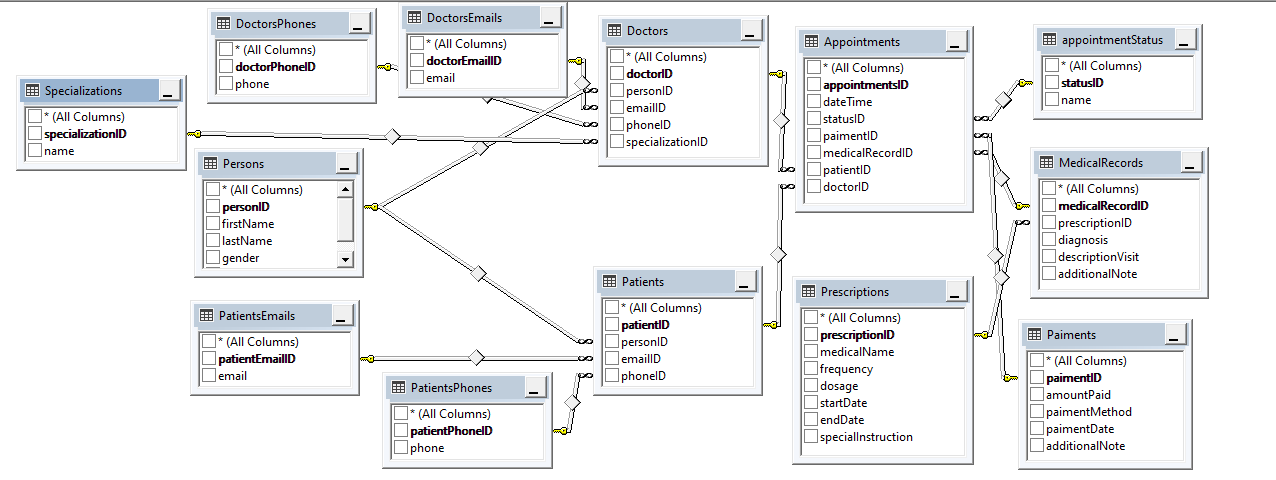 DoctorsPhones
* (All Columns)
doctorPhoneID
phone
DoctorsEmails
* (All Columns)
doctorEmailID
email
Doctors
* (All Columns)
doctorID
personID
emailID
phoneID
specializationID
Appointments
* (All Columns)
appointmentsID
dateTime
statusID
paimentID
medicalRecordID
patientID
doctorID
appointmentStatus
* (All Columns)
statusID
name
Specializations
* (All Columns)
specializationID
name
Persons
* (All Columns)
personID
firstName
lastName
gender
MedicalRecords
* (All Columns)
medicalRecordID
prescriptionID
diagnosis
descriptionVisit
additionalNote
Patients
* (All Columns)
patientID
personID
emailID
phoneID
Prescriptions
* (All Columns)
prescriptionID
medicalName
frequency
dosage
startDate
endDate
specialInstruction
PatientsEmails
* (All Columns)
patientEmailID
email
Paiments
* (All Columns)
paimentID
amountPaid
paimentMethod
paimentDate
additionalNote
PatientsPhones
* (All Columns)
patientPhoneID
phone